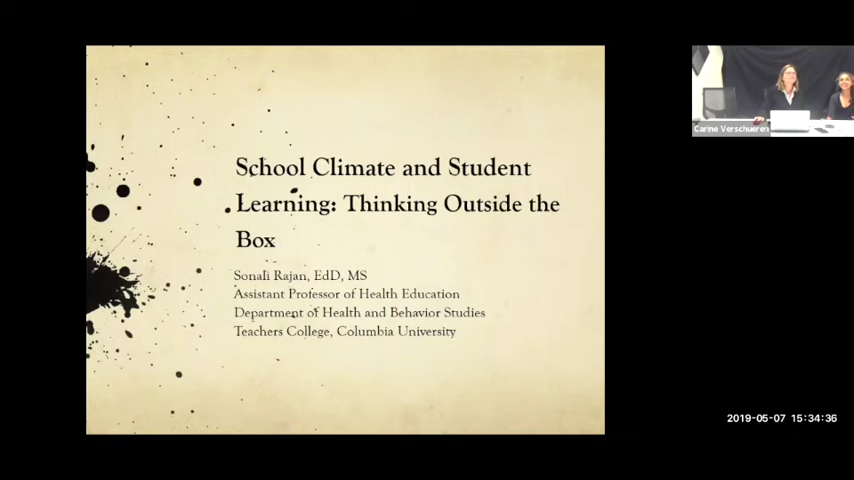 School Climate and Student
Learning: Thinking Outside the
Box
Sonali Rajan, EdD, MS
Assistant Professor of Health Education
Department of Health and Behavior Studies
Teachers College, Columbia University
Carine Verschueren
2019-05-07 15:34:36